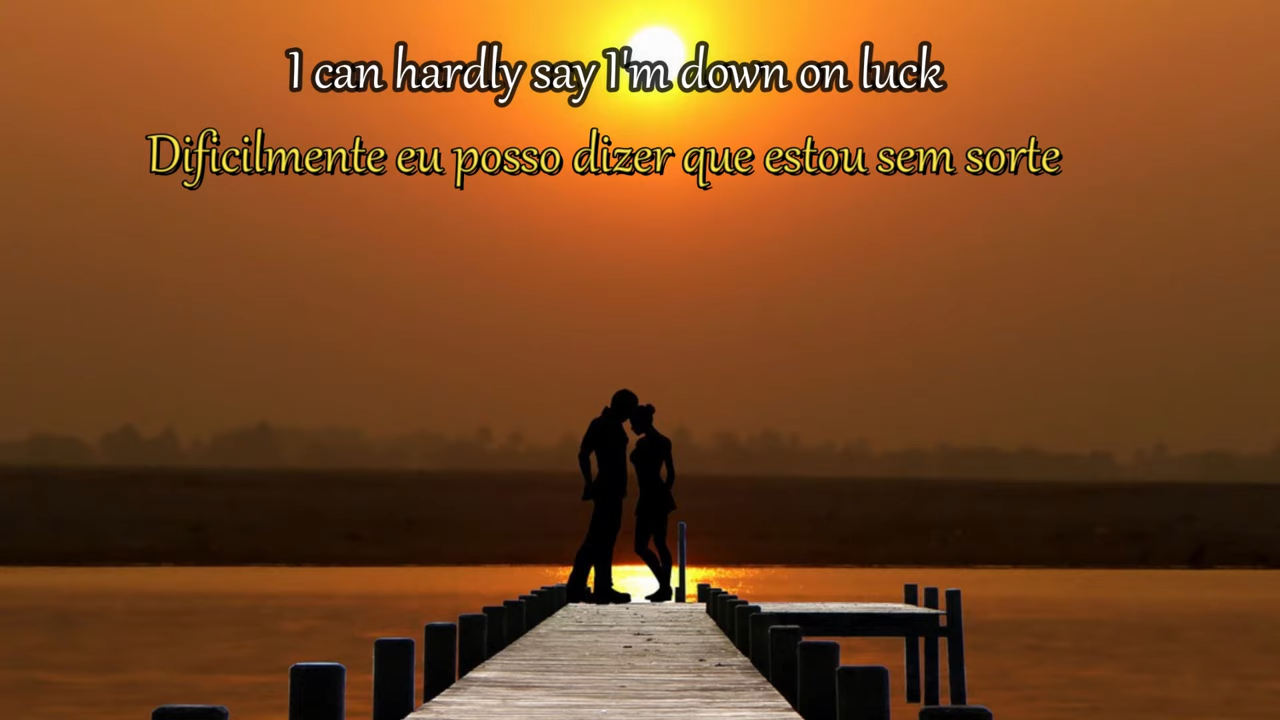 I can hardly say I'm down on luck
Dificilmente eu posso dizer que estou sem sorte